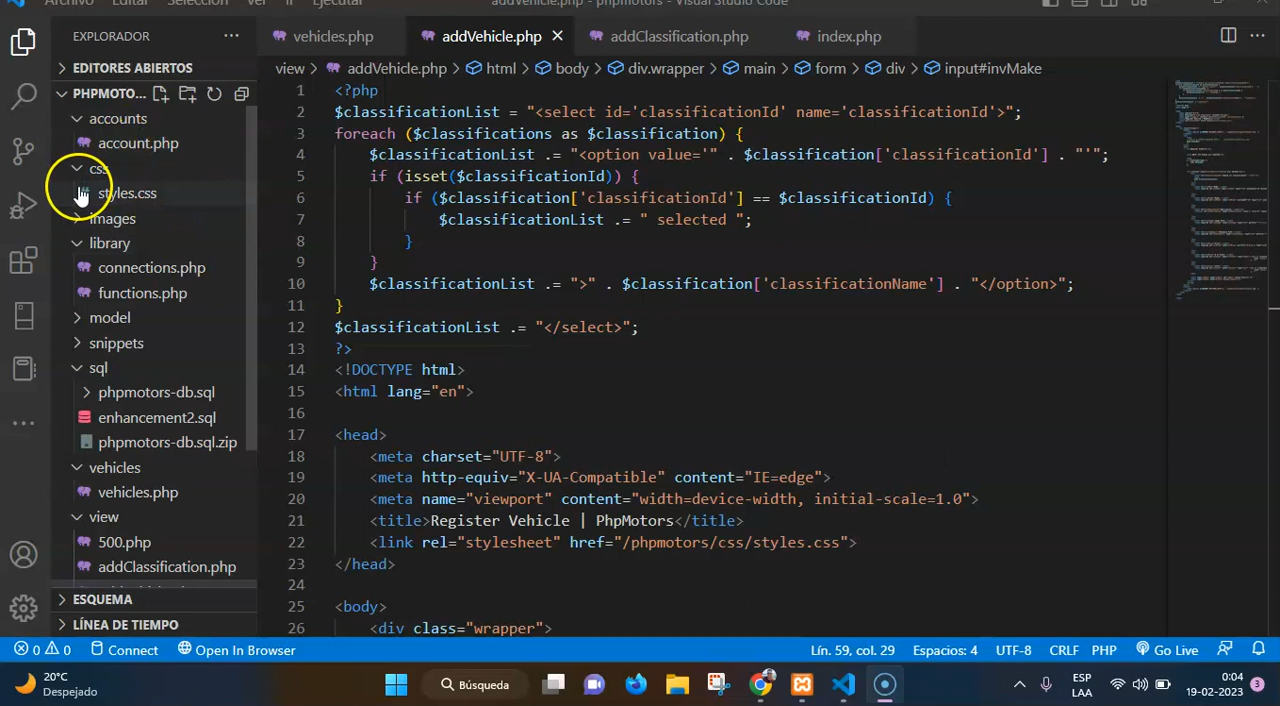 Archivo Editar Selección Ver Ir Ejecutar addVehicle.php - phpmotors - Visual Studio Code
EXPLORADOR
EDITORES ABIERTOS
PHPMOTO...
accounts
account.php
css
styles.css
images
library
connections.php
functions.php
model
snippets
sql
phpmotors-db.sql
enhancement2.sql
phpmotors-db.sql.zip
vehicles
vehicles.php
view
500.php
addClassification.php
ESQUEMA
LÍNEA DE TIEMPO
vehicles.php addVehicle.php addClassification.php index.php
view > addVehicle.php > html > body > div.wrapper > main > form > div > input#invMake
1 <?php
2 $classificationList = "<select id='classificationId' name='classificationId'>";
3 foreach ($classifications as $classification) {
4 $classificationList .= "<option value='" . $classification['classificationId'] . "'";
5 if (isset($classificationId)) {
6 if ($classification['classificationId'] == $classificationId) {
7 $classificationList .= " selected ";
8 }
9 }
10 $classificationList .= ">" . $classification['classificationName'] . "</option>";
11 }
12 $classificationList .= "</select>";
13 ?>
14 <!DOCTYPE html>
15 <html lang="en">
16
17 <head>
18 <meta charset="UTF-8">
19 <meta http-equiv="X-UA-Compatible" content="IE=edge">
20 <meta name="viewport" content="width=device-width, initial-scale=1.0">
21 <title>Register Vehicle | PhpMotors</title>
22 <link rel="stylesheet" href="/phpmotors/css/styles.css">
23 </head>
24
25 <body>
26 <div class="wrapper">
0 0 Connect Open In Browser Lín. 59, col. 29 Espacios: 4 UTF-8 CRLF PHP Go Live
20°C
Despejado
Búsqueda
ESP
LAA
0:04
19-02-2023
3